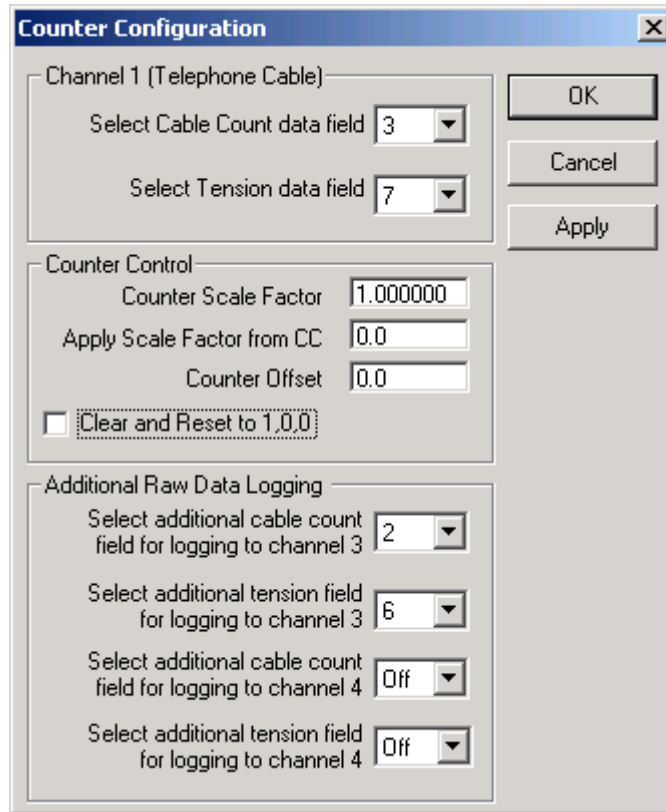 Counter Configuration
Channel 1 (Telephone Cable)
Select Cable Count data field 3
Select Tension data field 7
OK
Cancel
Apply
Counter Control
Counter Scale Factor 1.000000
Apply Scale Factor from CC 0.0
Counter Offset 0.0
Clear and Reset to 1,0,0
Additional Raw Data Logging
Select additional cable count
field for logging to channel 3 2
Select additional tension field
for logging to channel 3 6
Select additional cable count
field for logging to channel 4 Off
Select additional tension field
for logging to channel 4 Off